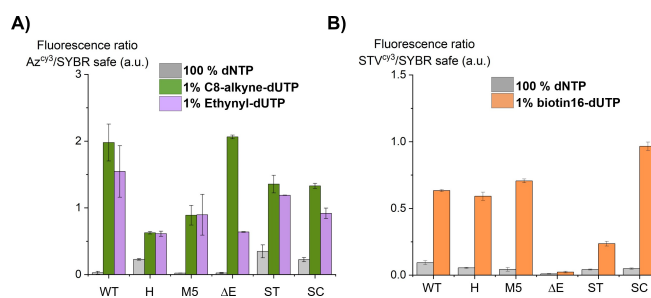 A)
Fluorescence ratio
Az^cy3/SYBR safe (a.u.)
100 % dNTP
1% C8-alkyne-dUTP
1% Ethynyl-dUTP
3
2
1
0
WT H M5 ΔE ST SC
B)
Fluorescence ratio
STV^cy3/SYBR safe (a.u.)
100 % dNTP
1% biotin16-dUTP
1.5
1.0
0.5
0.0
WT H M5 ΔE ST SC